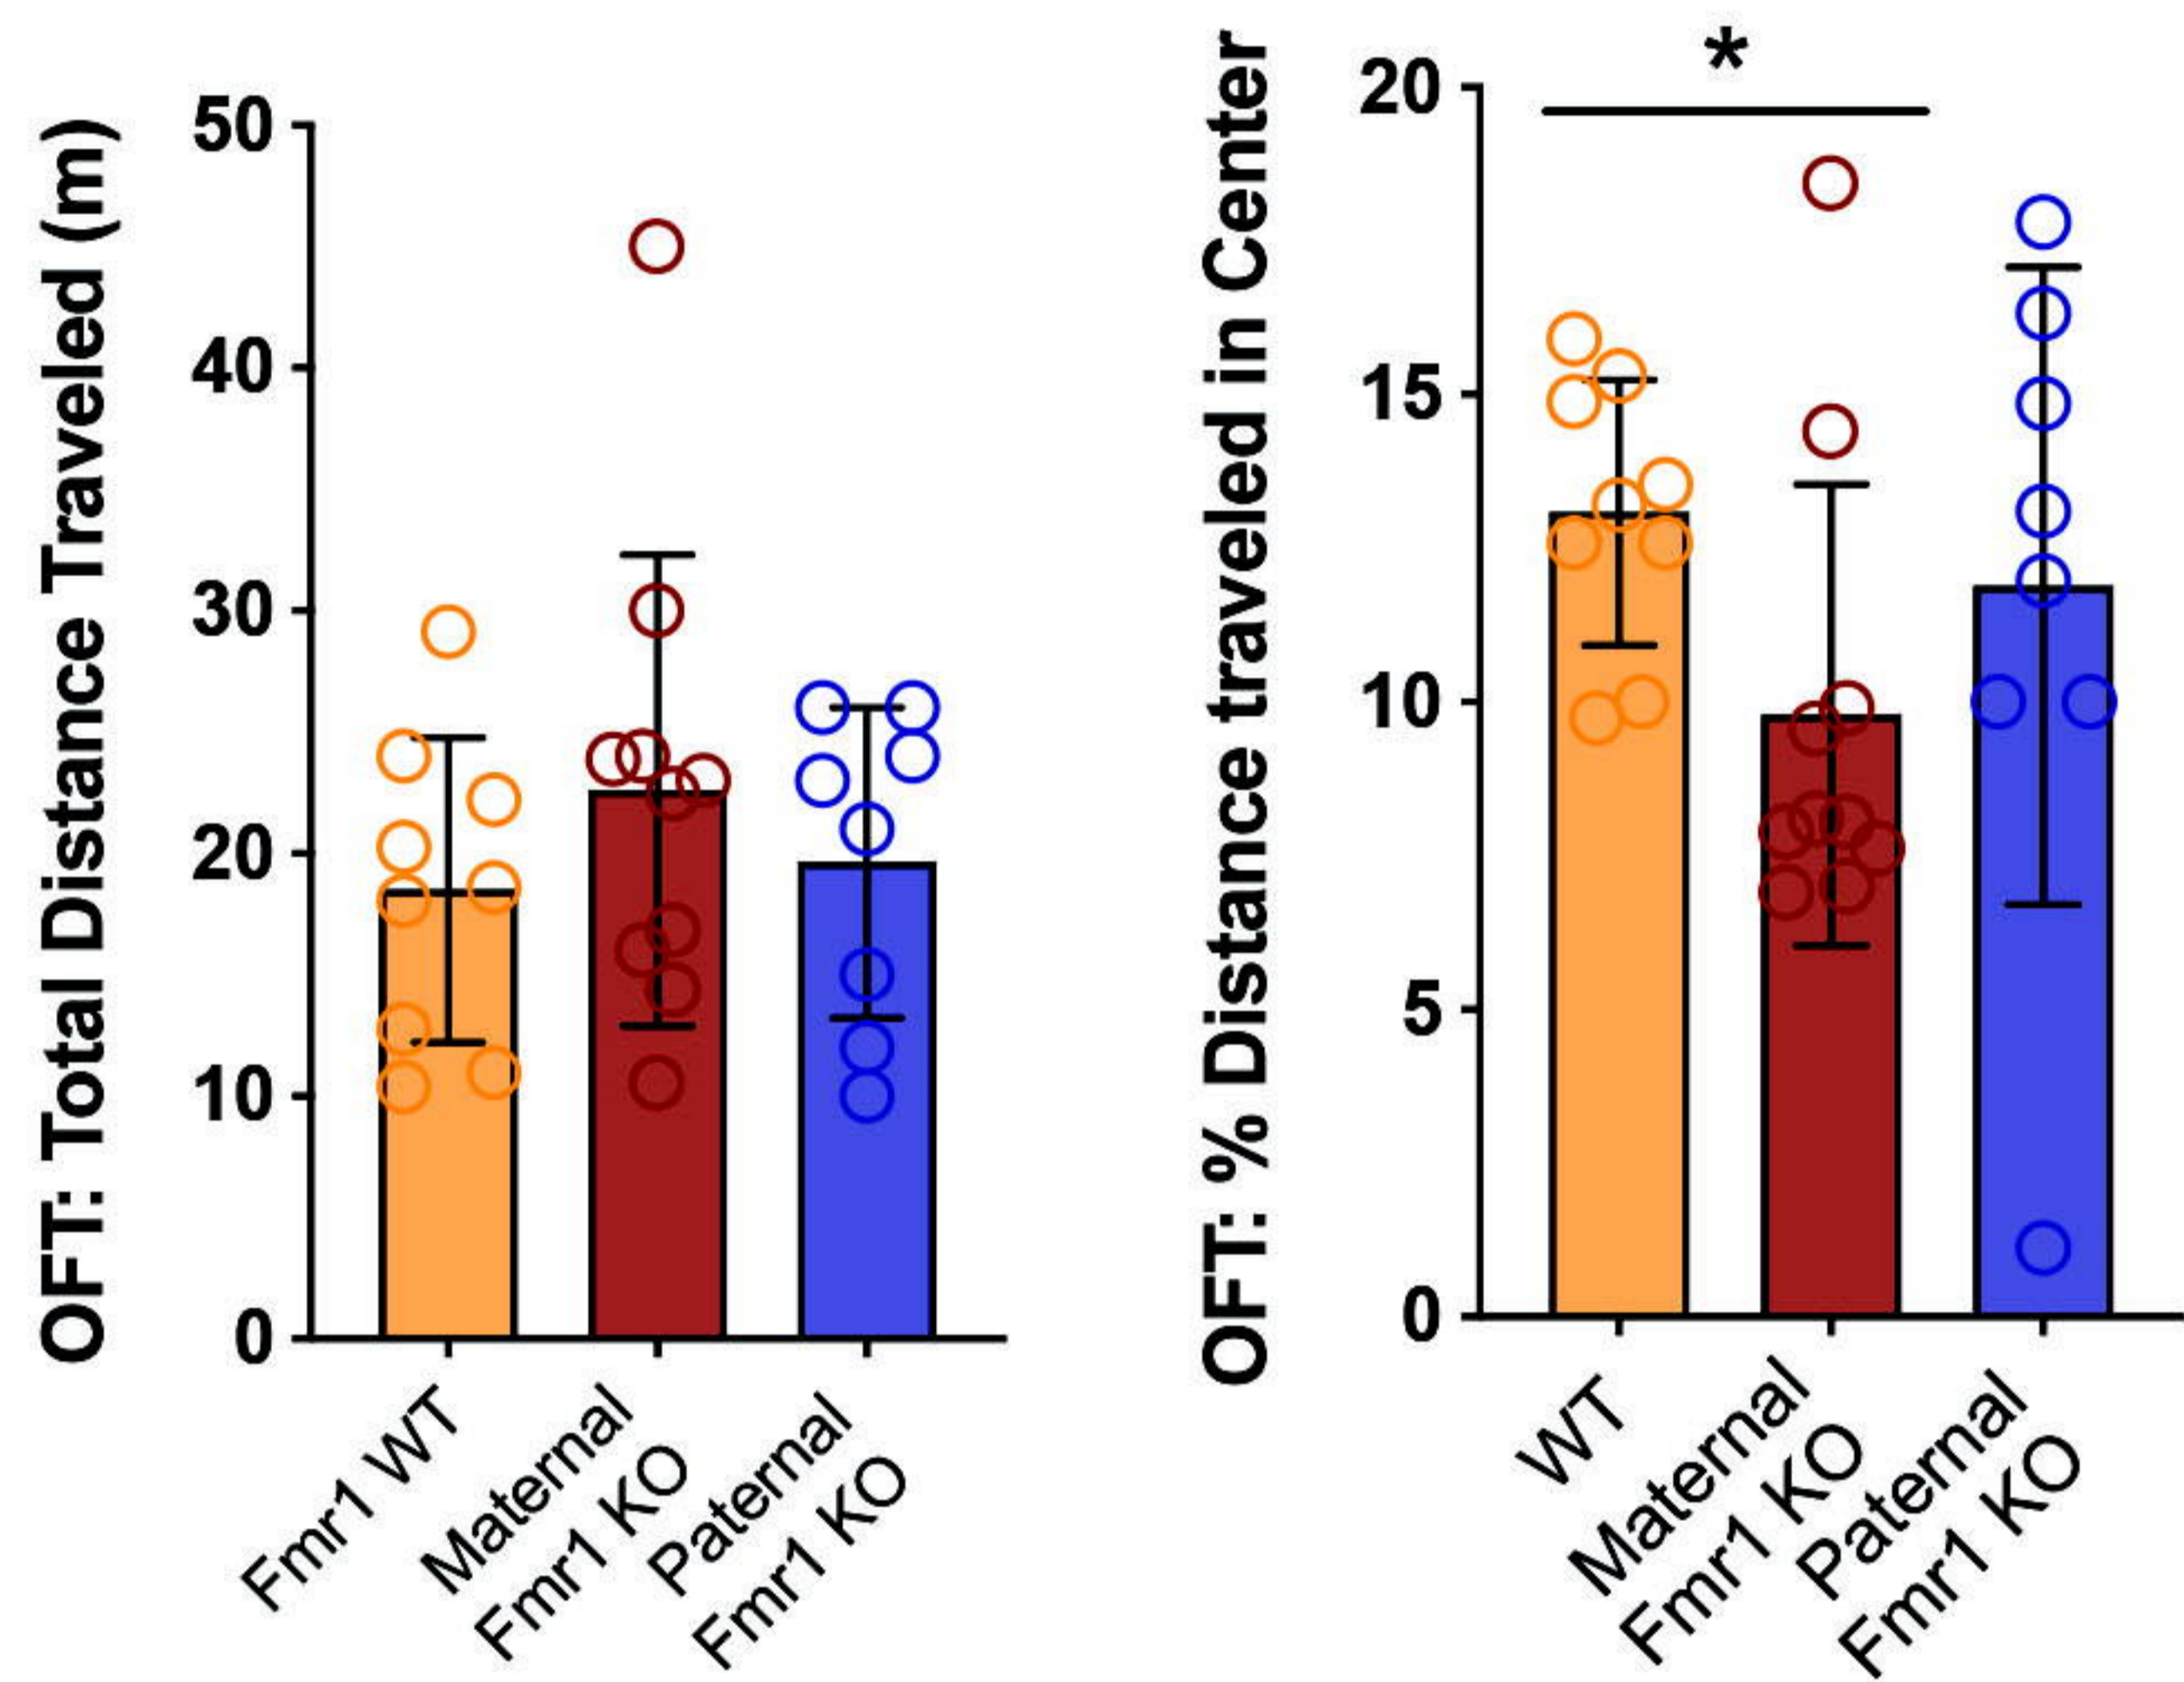 OFT: Total Distance Traveled (m)
50
40
30
20
10
0
Fmr1 WT
Maternal
Fmr1 KO
Paternal
Fmr1 KO
OFT: % Distance traveled in Center
20
15
10
5
0
*
WT
Maternal
Fmr1 KO
Paternal
Fmr1 KO